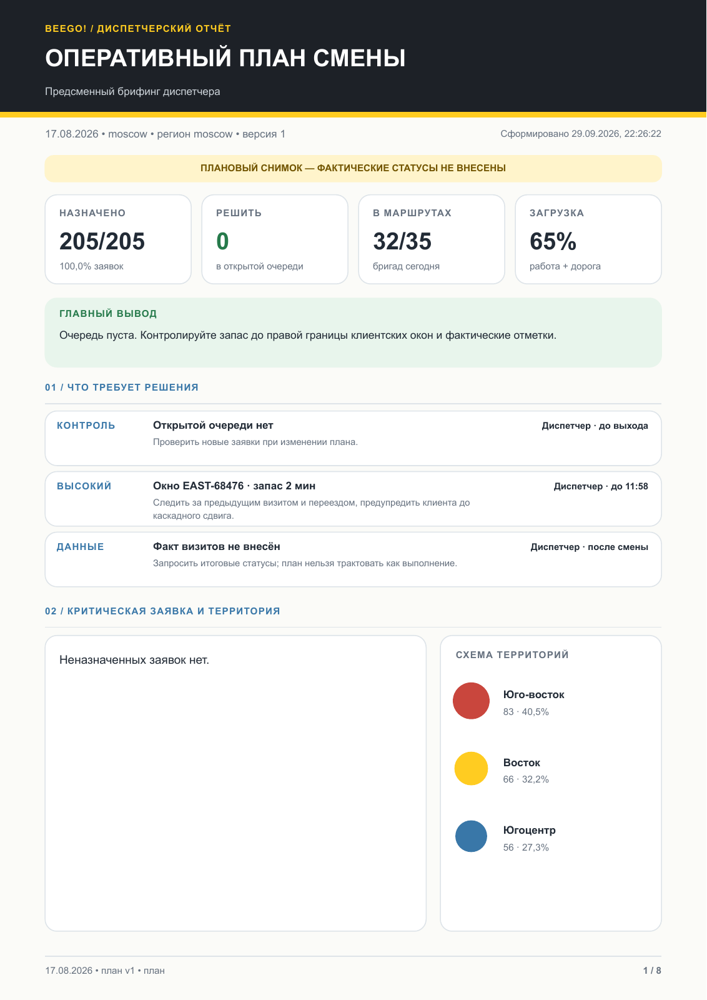 BEEGO! / ДИСПЕТЧЕРСКИЙ ОТЧЁТ
ОПЕРАТИВНЫЙ ПЛАН СМЕНЫ
Предсменный брифинг диспетчера
17.08.2026 • moscow • регион moscow • версия 1
Сформировано 29.09.2026, 22:26:22
ПЛАНОВЫЙ СНИМОК — ФАКТИЧЕСКИЕ СТАТУСЫ НЕ ВНЕСЕНЫ
НАЗНАЧЕНО
205/205
100,0% заявок
РЕШИТЬ
0
в открытой очереди
В МАРШРУТАХ
32/35
бригад сегодня
ЗАГРУЗКА
65%
работа + дорога
ГЛАВНЫЙ ВЫВОД
Очередь пуста. Контролируйте запас до правой границы клиентских окон и фактические отметки.
01 / ЧТО ТРЕБУЕТ РЕШЕНИЯ
КОНТРОЛЬ
Открытой очереди нет
Диспетчер · до выхода
Проверить новые заявки при изменении плана.
ВЫСОКИЙ
Окно EAST-68476 · запас 2 мин
Диспетчер · до 11:58
Следить за предыдущим визитом и переездом, предупредить клиента до
каскадного сдвига.
ДАННЫЕ
Факт визитов не внесён
Диспетчер · после смены
Запросить итоговые статусы; план нельзя трактовать как выполнение.
02 / КРИТИЧЕСКАЯ ЗАЯВКА И ТЕРРИТОРИЯ
Неназначенных заявок нет.
СХЕМА ТЕРРИТОРИЙ
Юго-восток
83 · 40,5%
Восток
66 · 32,2%
Югоцентр
56 · 27,3%
17.08.2026 • план v1 • план
1 / 8